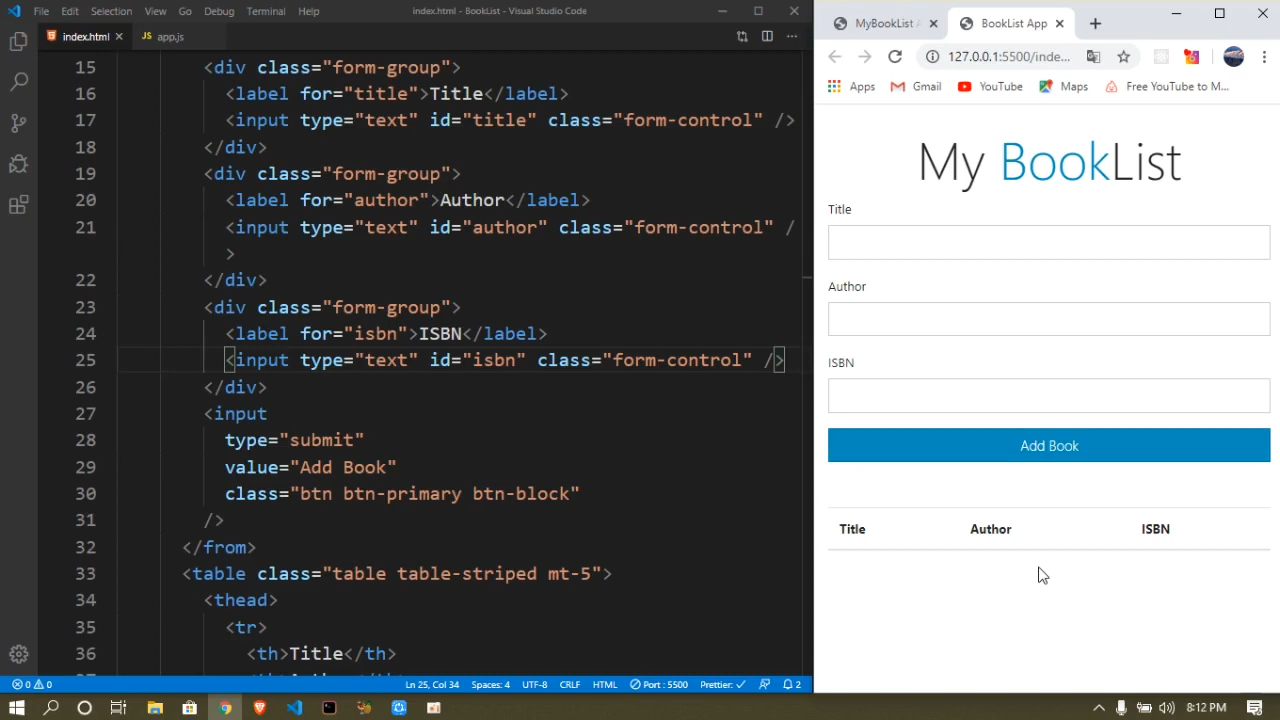 File Edit Selection View Go Debug Terminal Help index.html - BookList - Visual Studio Code
index.html app.js
15 <div class="form-group">
16 <label for="title">Title</label>
17 <input type="text" id="title" class="form-control" />
18 </div>
19 <div class="form-group">
20 <label for="author">Author</label>
21 <input type="text" id="author" class="form-control" /
>
22 </div>
23 <div class="form-group">
24 <label for="isbn">ISBN</label>
25 <input type="text" id="isbn" class="form-control" />
26 </div>
27 <input
28 type="submit"
29 value="Add Book"
30 class="btn btn-primary btn-block"
31 />
32 </from>
33 <table class="table table-striped mt-5">
34 <thead>
35 <tr>
36 <th>Title</th>
0 0 Ln 25, Col 34 Spaces: 4 UTF-8 CRLF HTML Port : 5500 Prettier: ✓ 2
MyBookList BookList App
127.0.0.1:5500/inde...
Apps Gmail YouTube Maps Free YouTube to M...
My BookList
Title
Author
ISBN
Add Book
Title Author ISBN
8:12 PM